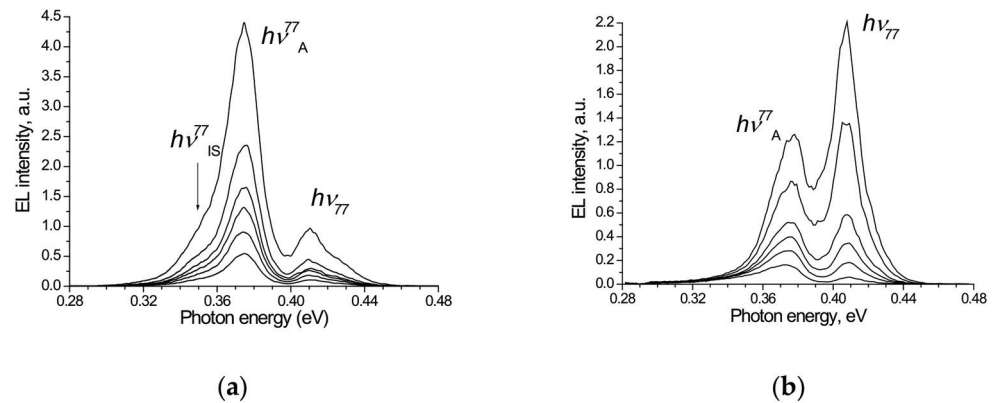 4.5
4.0
3.5
3.0
2.5
2.0
1.5
1.0
0.5
0.0
EL intensity, a.u.
hν⁷⁷A
hν⁷⁷IS
hν₇₇
0.28 0.32 0.36 0.40 0.44 0.48
Photon energy (eV)
(a)
2.2
2.0
1.8
1.6
1.4
1.2
1.0
0.8
0.6
0.4
0.2
0.0
EL intensity, a.u.
hν₇₇
hν⁷⁷A
0.28 0.32 0.36 0.40 0.44 0.48
Photon energy, eV
(b)